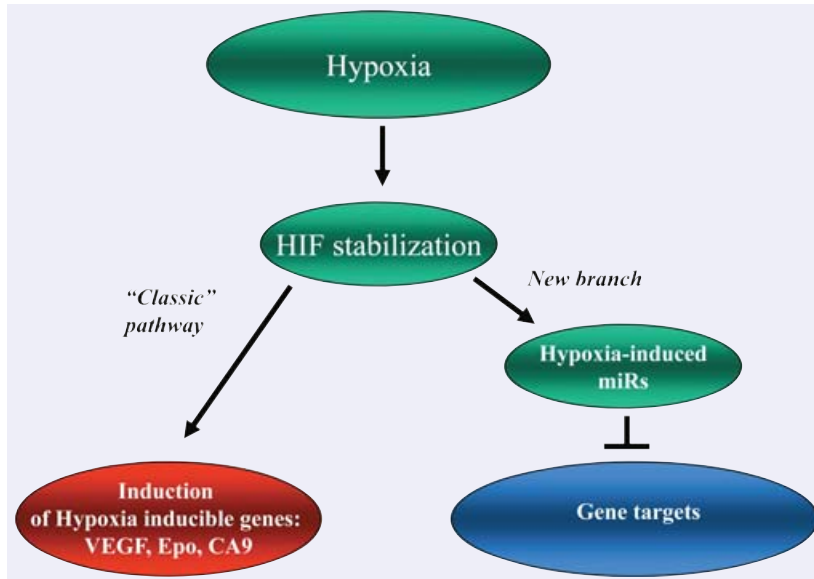 Hypoxia
HIF stabilization
“Classic”
pathway
New branch
Hypoxia-induced
miRs
Induction
of Hypoxia inducible genes:
VEGF, Epo, CA9
Gene targets